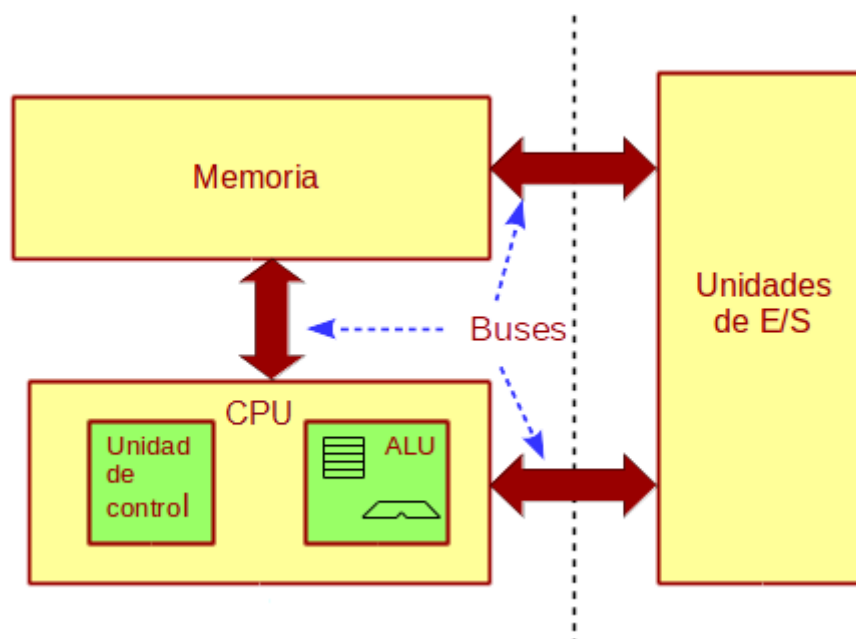 Memoria
Unidades
de E/S
Buses
CPU
Unidad
de
control
ALU